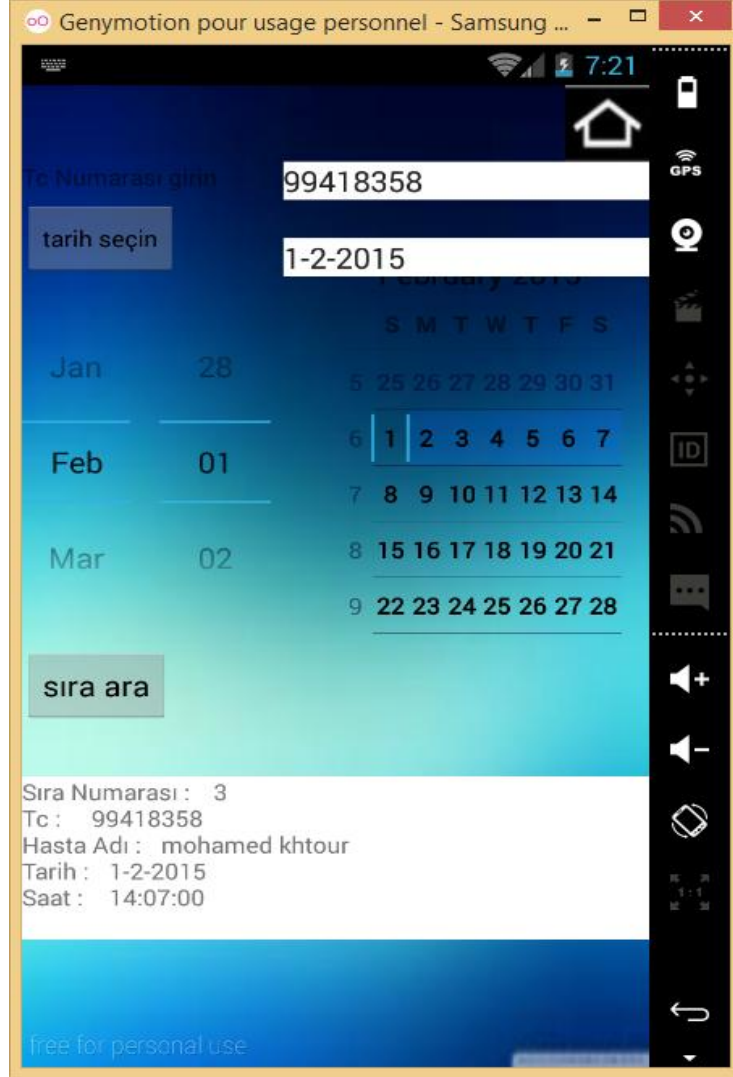 Genymotion pour usage personnel - Samsung ...
7:21
GPS
Tc Numarası girin 99418358
tarih seçin
1-2-2015
February 2015
S M T W T F S
Jan 28
5 25 26 27 28 29 30 31
6 1 2 3 4 5 6 7
Feb 01
7 8 9 10 11 12 13 14
Mar 02
8 15 16 17 18 19 20 21
9 22 23 24 25 26 27 28
ID
sıra ara
Sıra Numarası : 3
Tc : 99418358
Hasta Adı : mohamed khtour
Tarih : 1-2-2015
Saat : 14:07:00
1:1
free for personal use